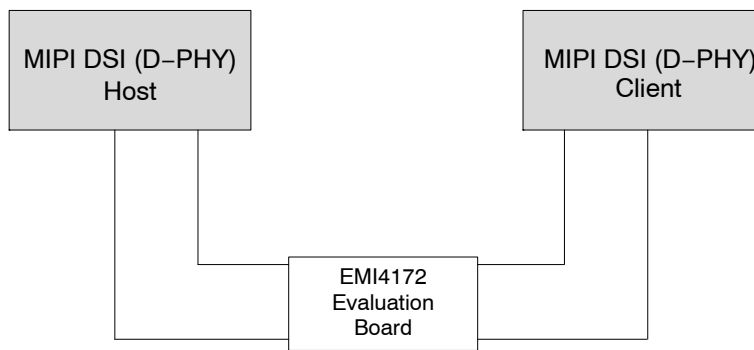 MIPI DSI (D−PHY)
Host
MIPI DSI (D−PHY)
Client
EMI4172
Evaluation
Board